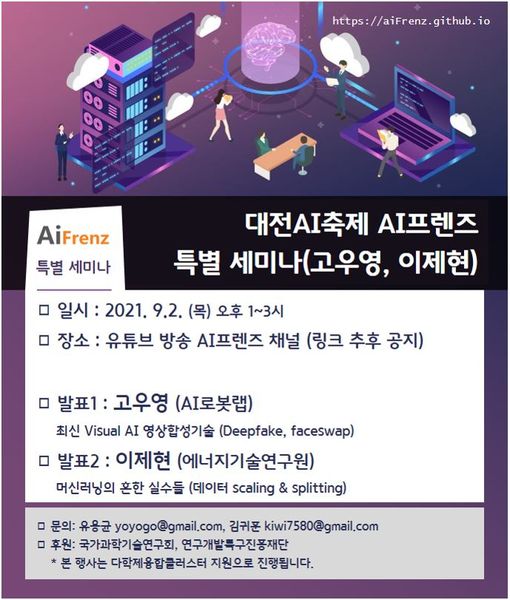 https://aiFrenz.github.io
대전AI축제 AI프렌즈
특별 세미나(고우영, 이제현)
AiFrenz
특별 세미나
□ 일시 : 2021. 9.2. (목) 오후 1~3시
□ 장소 : 유튜브 방송 AI프렌즈 채널 (링크 추후 공지)
□ 발표1 : 고우영 (AI로봇랩)
최신 Visual AI 영상합성기술 (Deepfake, faceswap)
□ 발표2 : 이제현 (에너지기술연구원)
머신러닝의 흔한 실수들 (데이터 scaling & splitting)
□ 문의: 유용균 yoyogo@gmail.com, 김귀훈 kiwi7580@gmail.com
□ 후원: 국가과학기술연구회, 연구개발특구진흥재단
* 본 행사는 다학제융합클러스터 지원으로 진행됩니다.